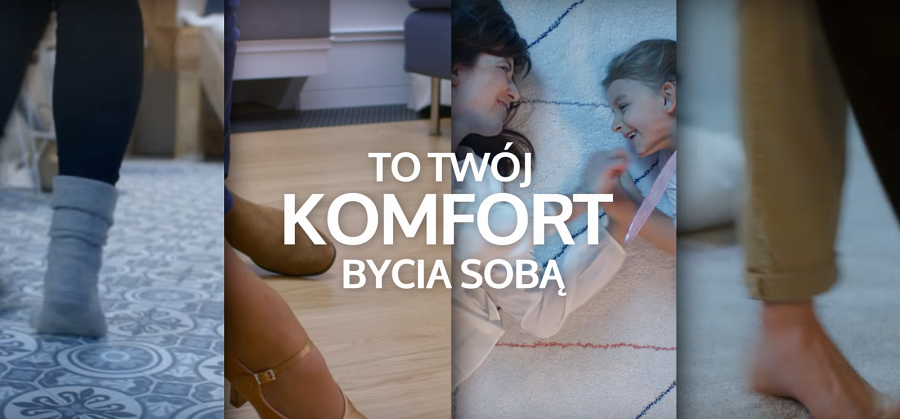 TO TWÓJ
KOMFORT
BYCIA SOBĄ